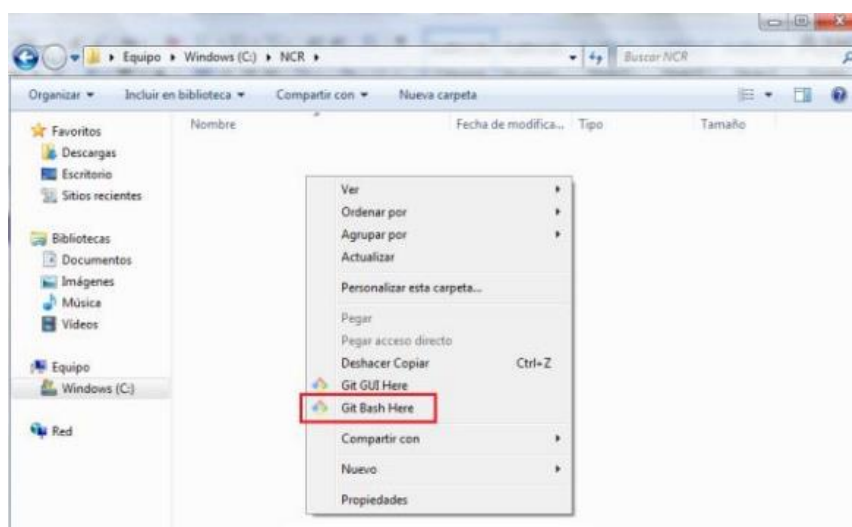 Equipo ▸ Windows (C:) ▸ NCR ▸
Buscar NCR
Organizar Incluir en biblioteca Compartir con Nueva carpeta
Nombre Fecha de modifica... Tipo Tamaño
Favoritos
Descargas
Escritorio
Sitios recientes
Bibliotecas
Documentos
Imágenes
Música
Vídeos
Equipo
Windows (C:)
Red
Ver
Ordenar por
Agrupar por
Actualizar
Personalizar esta carpeta...
Pegar
Pegar acceso directo
Deshacer Copiar Ctrl+Z
Git GUI Here
Git Bash Here
Compartir con
Nuevo
Propiedades